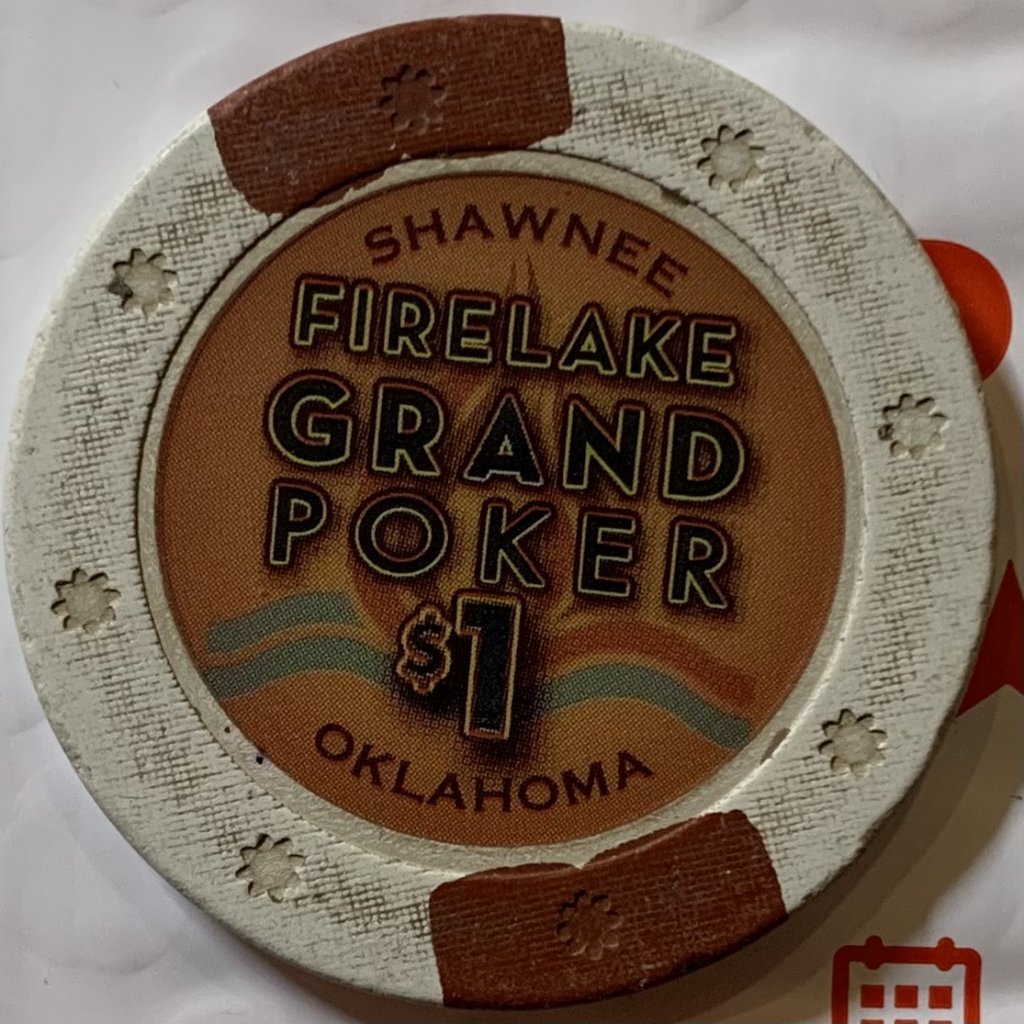 SHAWNEE
FIRELAKE
GRAND
POKER
$1
OKLAHOMA